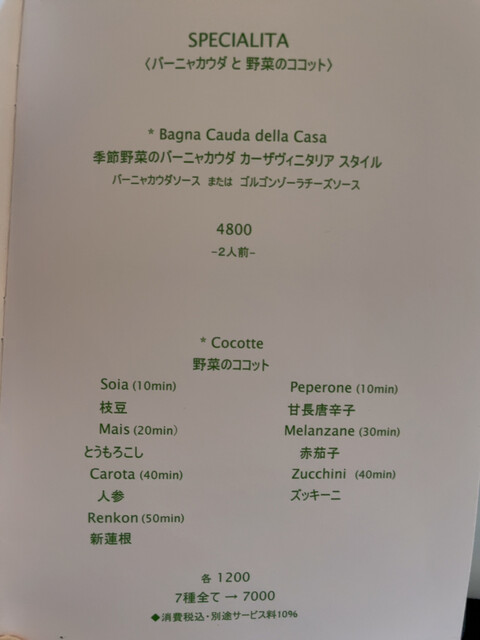 SPECIALITA
〈バーニャカウダ と 野菜のココット〉
* Bagna Cauda della Casa
季節野菜のバーニャカウダ カーザヴィニタリア スタイル
バーニャカウダソース または ゴルゴンゾーラチーズソース
4800
-2人前-
* Cocotte
野菜のココット
Soia (10min) Peperone (10min)
枝豆 甘長唐辛子
Mais (20min) Melanzane (30min)
とうもろこし 赤茄子
Carota (40min) Zucchini (40min)
人参 ズッキーニ
Renkon (50min)
新蓮根
各 1200
7種全て → 7000
◆消費税込・別途サービス料10%